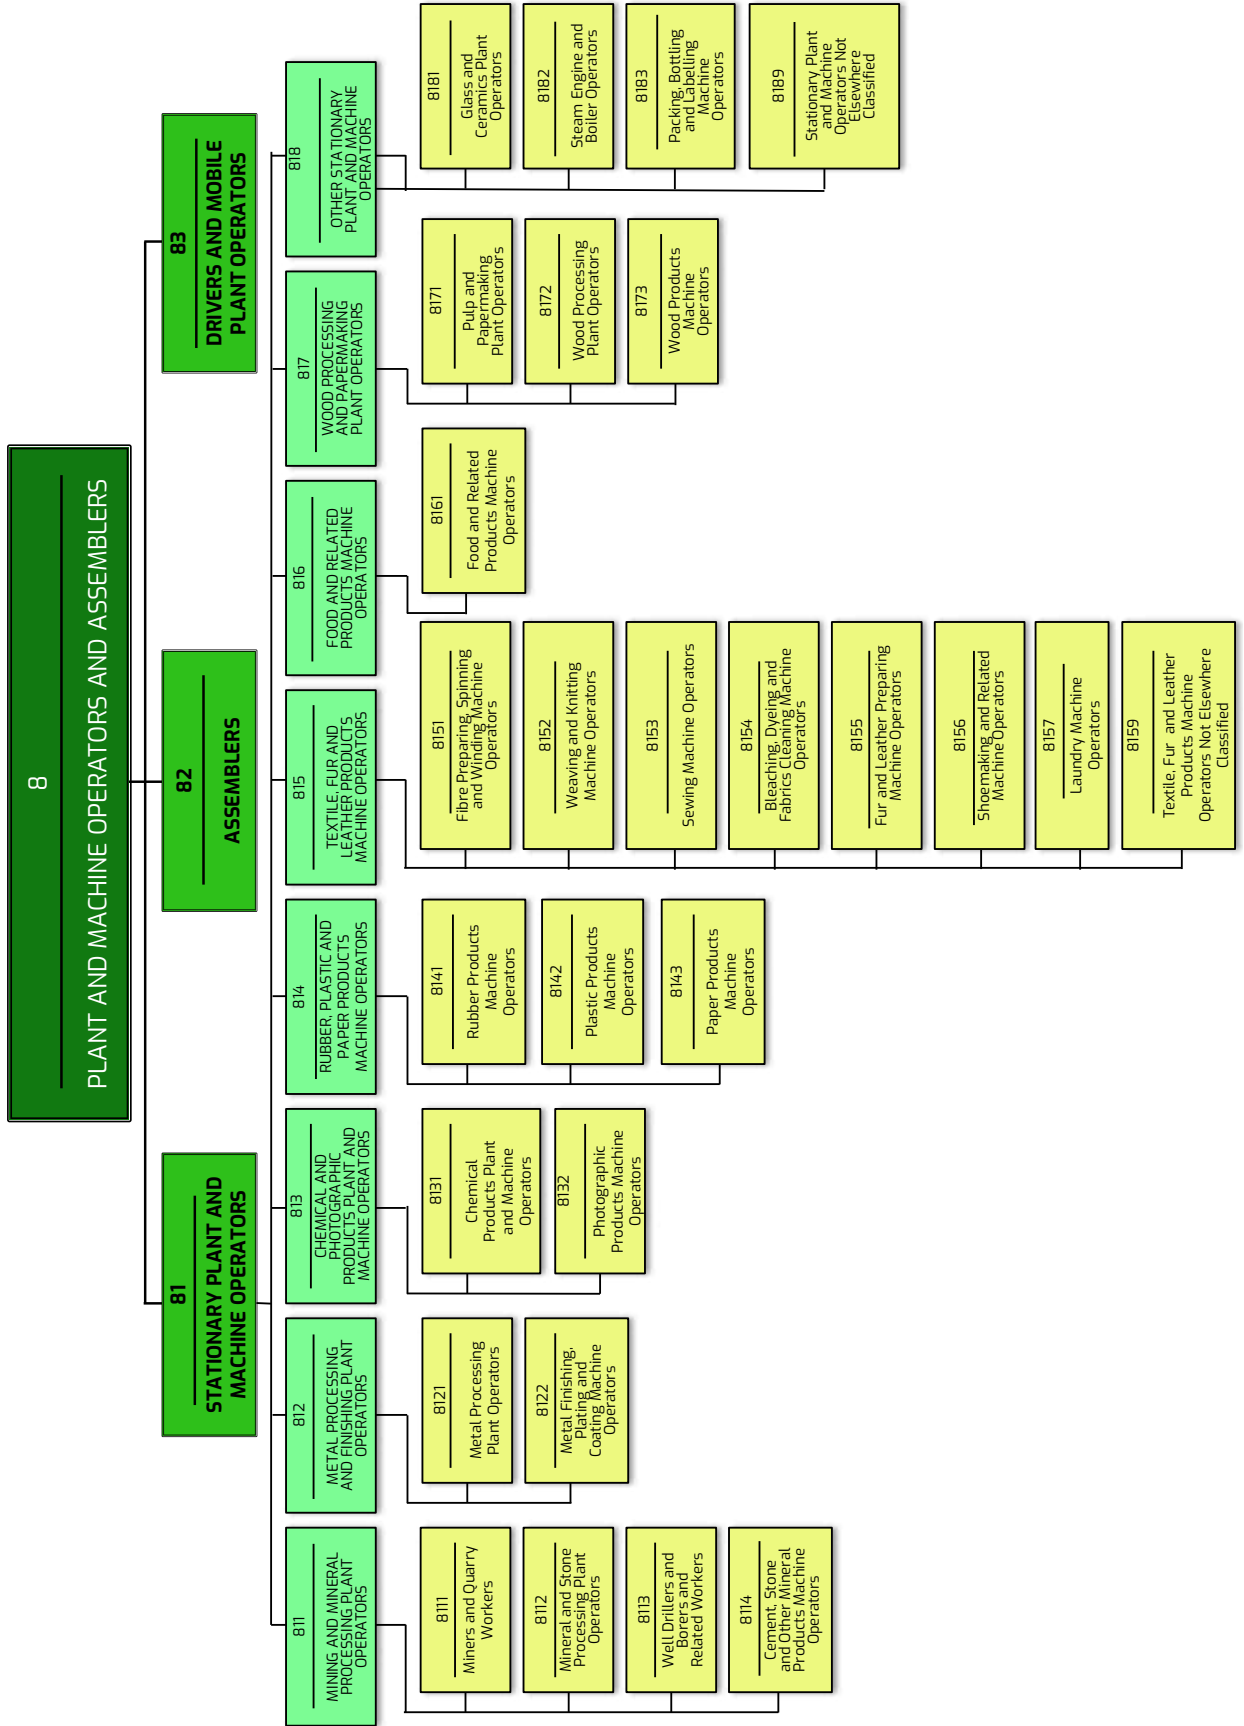 8
PLANT AND MACHINE OPERATORS AND ASSEMBLERS
81
STATIONARY PLANT AND
MACHINE OPERATORS
82
ASSEMBLERS
83
DRIVERS AND MOBILE
PLANT OPERATORS
811
MINING AND MINERAL
PROCESSING PLANT
OPERATORS
812
METAL PROCESSING
AND FINISHING PLANT
OPERATORS
813
CHEMICAL AND
PHOTOGRAPHIC
PRODUCTS PLANT AND
MACHINE OPERATORS
814
RUBBER, PLASTIC AND
PAPER PRODUCTS
MACHINE OPERATORS
815
TEXTILE, FUR AND
LEATHER PRODUCTS
MACHINE OPERATORS
816
FOOD AND RELATED
PRODUCTS MACHINE
OPERATORS
817
WOOD PROCESSING
AND PAPERMAKING
PLANT OPERATORS
818
OTHER STATIONARY
PLANT AND MACHINE
OPERATORS
8111
Miners and Quarry
Workers
8112
Mineral and Stone
Processing Plant
Operators
8113
Well Drillers and
Borers and
Related Workers
8114
Cement, Stone
and Other Mineral
Products Machine
Operators
8121
Metal Processing
Plant Operators
8122
Metal Finishing,
Plating and
Coating Machine
Operators
8131
Chemical
Products Plant
and Machine
Operators
8132
Photographic
Products Machine
Operators
8141
Rubber Products
Machine
Operators
8142
Plastic Products
Machine
Operators
8143
Paper Products
Machine
Operators
8151
Fibre Preparing, Spinning
and Winding Machine
Operators
8152
Weaving and Knitting
Machine Operators
8153
Sewing Machine Operators
8154
Bleaching, Dyeing and
Fabrics Cleaning Machine
Operators
8155
Fur and Leather Preparing
Machine Operators
8156
Shoemaking and Related
Machine Operators
8157
Laundry Machine
Operators
8159
Textile, Fur and Leather
Products Machine
Operators Not Elsewhere
Classified
8161
Food and Related
Products Machine
Operators
8171
Pulp and
Papermaking
Plant Operators
8172
Wood Processing
Plant Operators
8173
Wood Products
Machine
Operators
8181
Glass and
Ceramics Plant
Operators
8182
Steam Engine and
Boiler Operators
8183
Packing, Bottling
and Labelling
Machine
Operators
8189
Stationary Plant
and Machine
Operators Not
Elsewhere
Classified